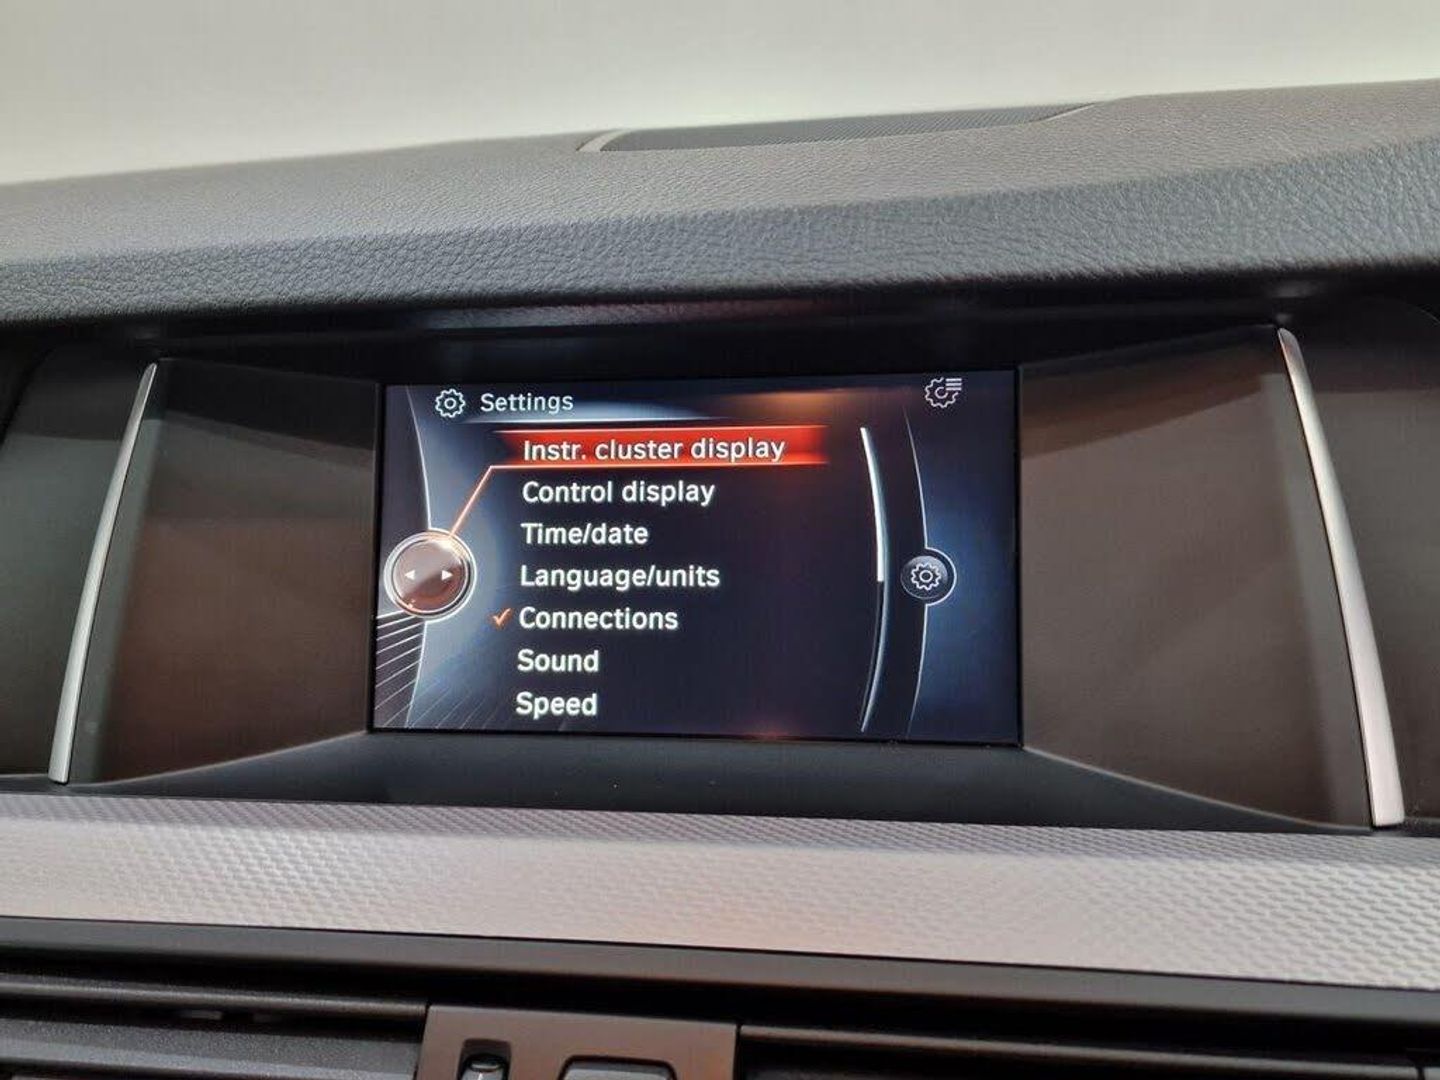 Settings
Instr. cluster display
Control display
Time/date
Language/units
Connections
Sound
Speed